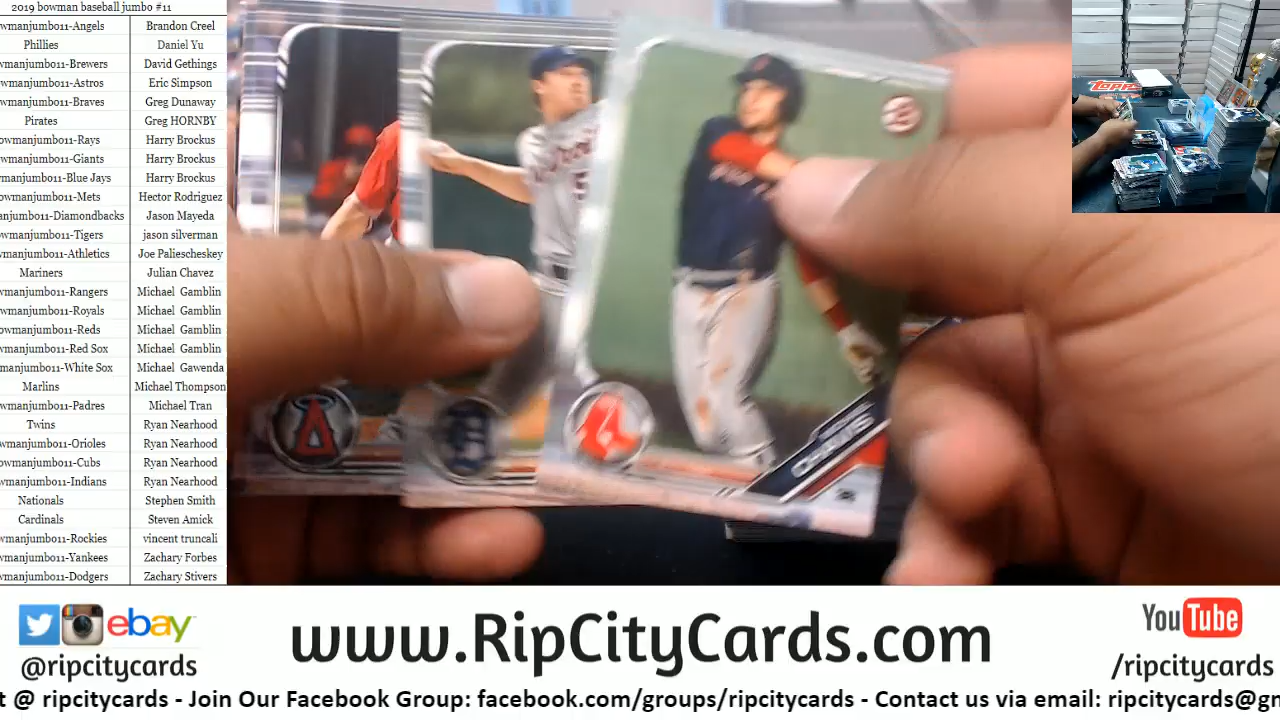 2019 bowman baseball jumbo #11
wmanjumbo11-Angels Brandon Creel
Phillies Daniel Yu
wmanjumbo11-Brewers David Gethings
wmanjumbo11-Astros Eric Simpson
wmanjumbo11-Braves Greg Dunaway
Pirates Greg HORNBY
owmanjumbo11-Rays Harry Brockus
wmanjumbo11-Giants Harry Brockus
manjumbo11-Blue Jays Harry Brockus
owmanjumbo11-Mets Hector Rodriguez
anjumbo11-Diamondbacks Jason Mayeda
owmanjumbo11-Tigers jason silverman
wmanjumbo11-Athletics Joe Paliescheskey
Mariners Julian Chavez
wmanjumbo11-Rangers Michael Gamblin
wmanjumbo11-Royals Michael Gamblin
owmanjumbo11-Reds Michael Gamblin
wmanjumbo11-Red Sox Michael Gamblin
manjumbo11-White Sox Michael Gawenda
Marlins Michael Thompson
wmanjumbo11-Padres Michael Tran
Twins Ryan Nearhood
wmanjumbo11-Orioles Ryan Nearhood
owmanjumbo11-Cubs Ryan Nearhood
wmanjumbo11-Indians Ryan Nearhood
Nationals Stephen Smith
Cardinals Steven Amick
wmanjumbo11-Rockies vincent truncali
wmanjumbo11-Yankees Zachary Forbes
wmanjumbo11-Dodgers Zachary Stivers
CHAVIS
topps
ebay
@ripcitycards
www.RipCityCards.com
YouTube
/ripcitycards
t @ ripcitycards - Join Our Facebook Group: facebook.com/groups/ripcitycards - Contact us via email: ripcitycards@gm